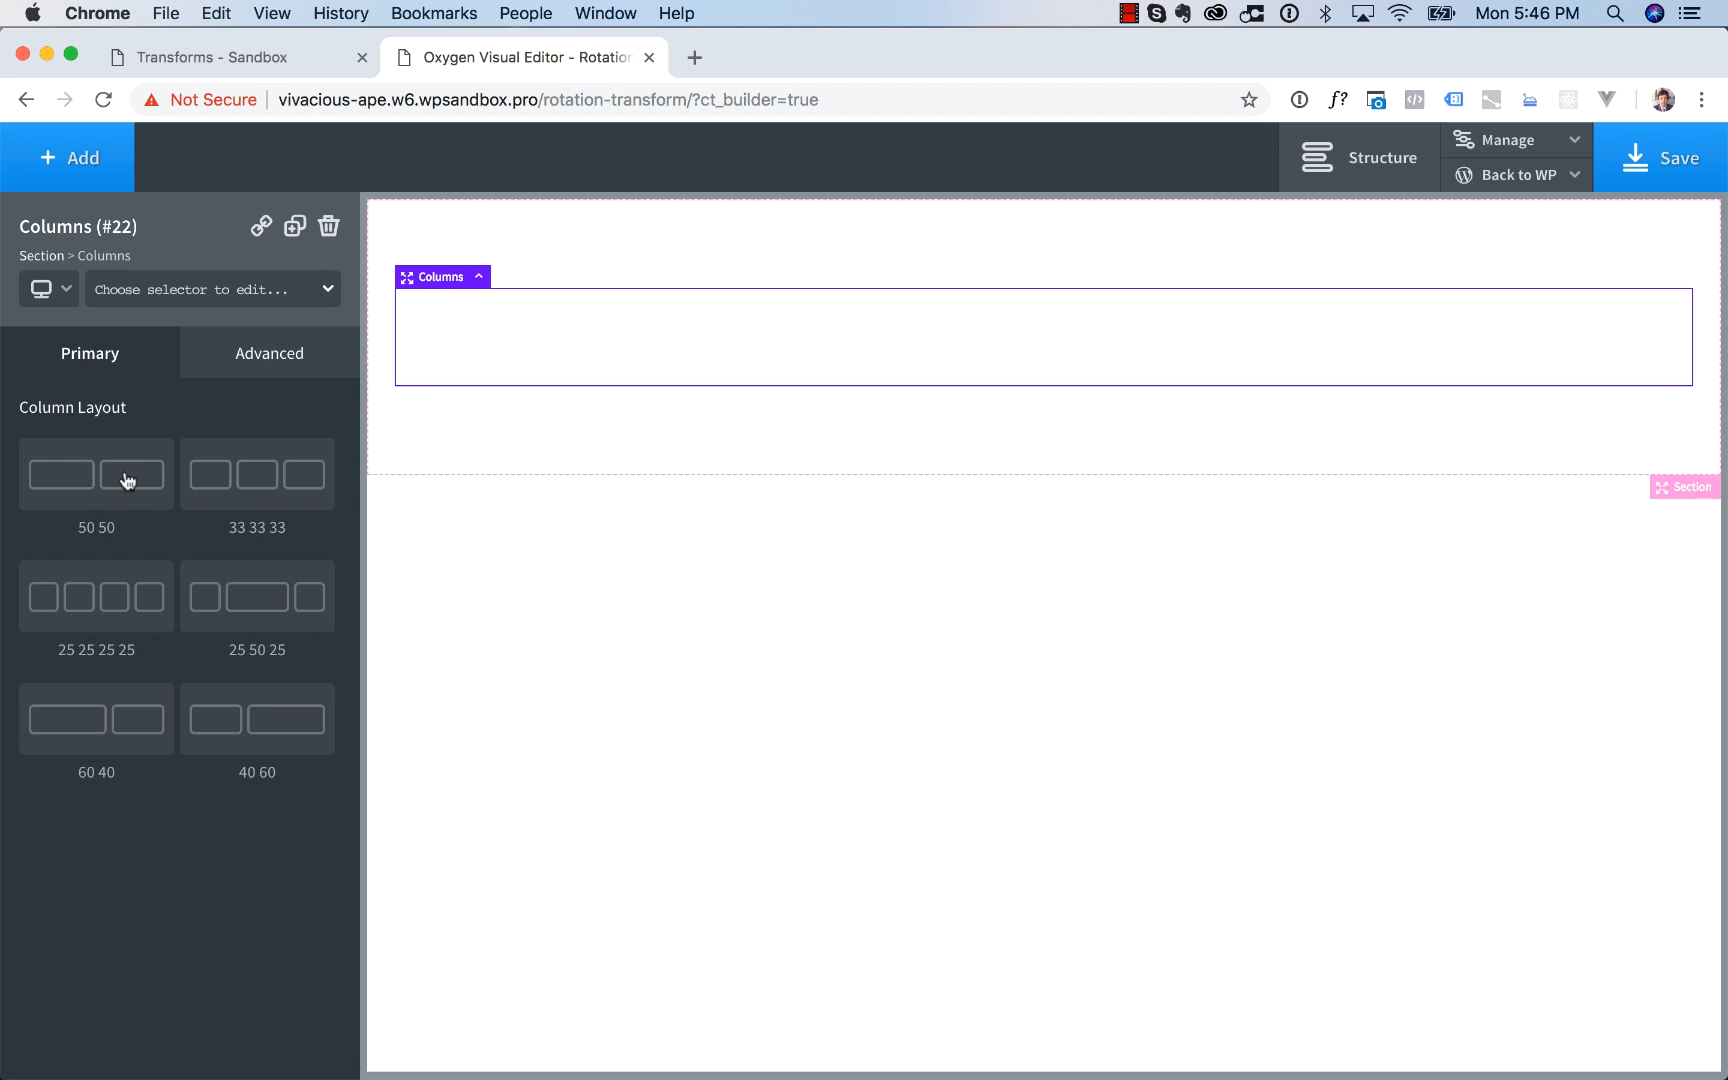 Chrome File Edit View History Bookmarks People Window Help Mon 5:46 PM
Transforms - Sandbox Oxygen Visual Editor - Rotation
Not Secure vivacious-ape.w6.wpsandbox.pro/rotation-transform/?ct_builder=true
+ Add
Structure
Manage
Back to WP
Save
Columns (#22)
Section > Columns
Choose selector to edit...
Primary Advanced
Column Layout
50 50
33 33 33
25 25 25 25
25 50 25
60 40
40 60
Columns
Section